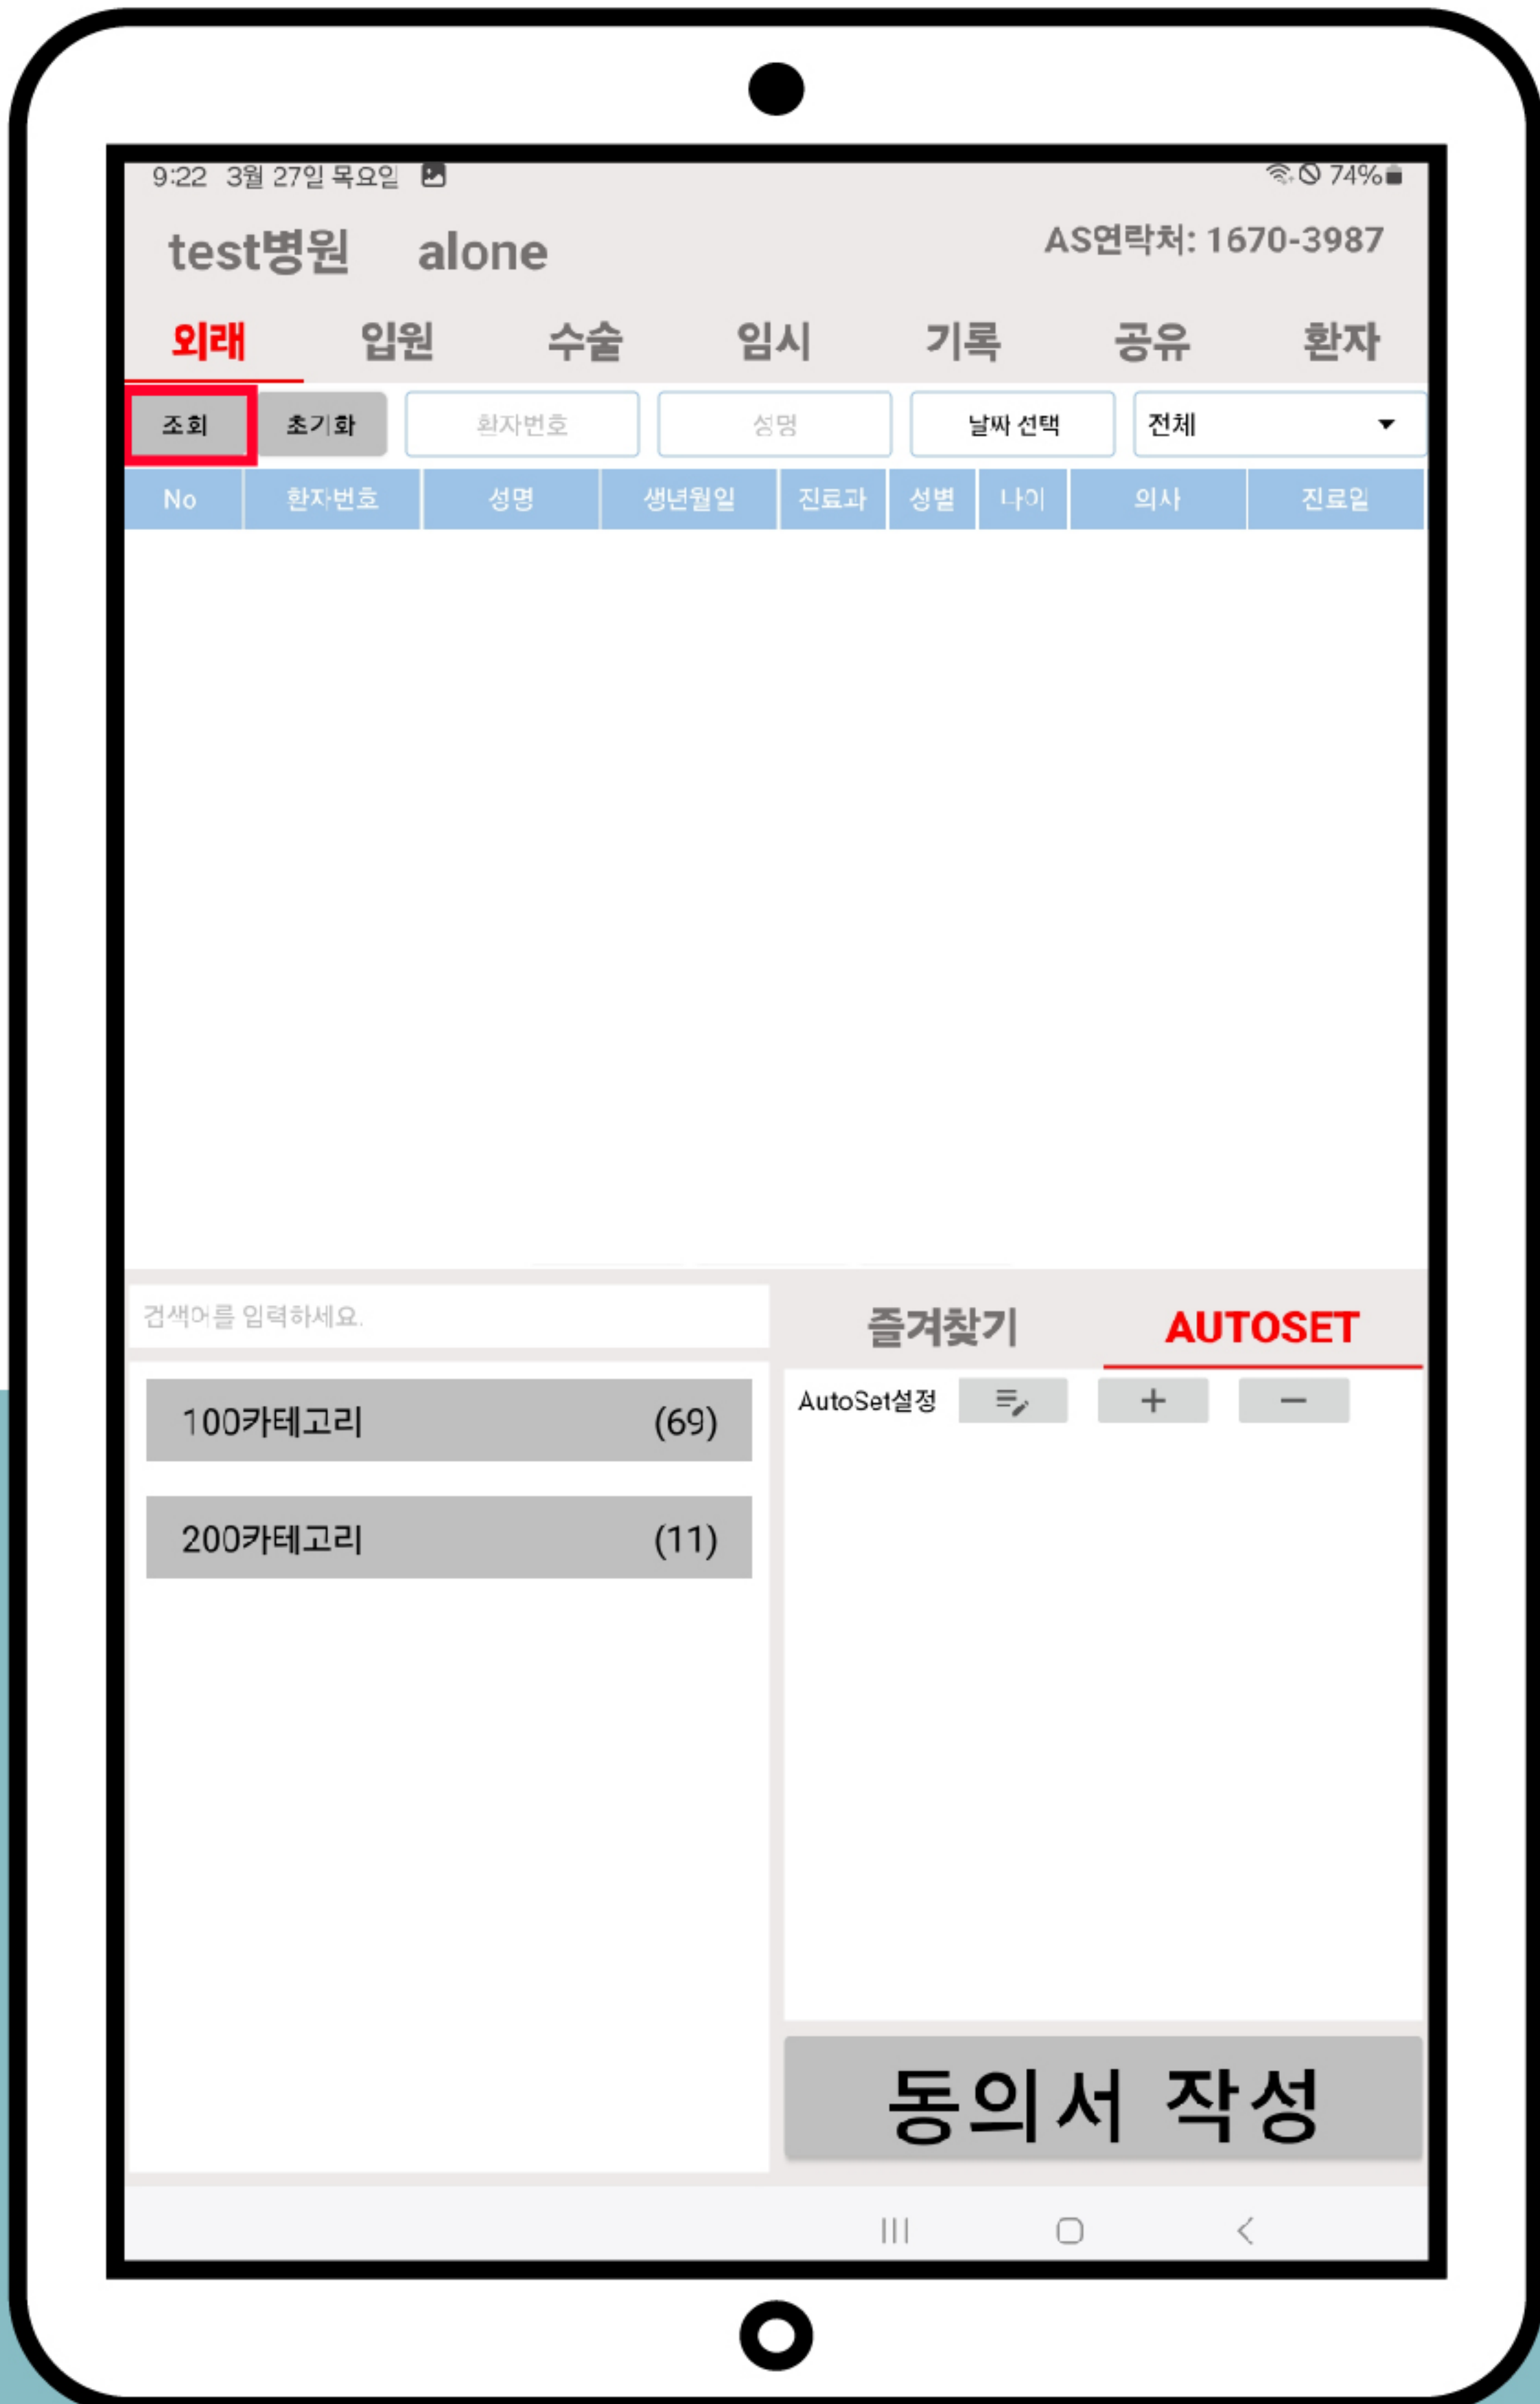 9:22 3월 27일 목요일 74%
test병원 alone AS연락처: 1670-3987
외래 입원 수술 임시 기록 공유 환자
조회 초기화 환자번호 성명 날짜 선택 전체
No 환자번호 성명 생년월일 진료과 성별 나이 의사 진료일
검색어를 입력하세요. 즐겨찾기 AUTOSET
100카테고리 (69) AutoSet설정 + −
200카테고리 (11)
동의서 작성